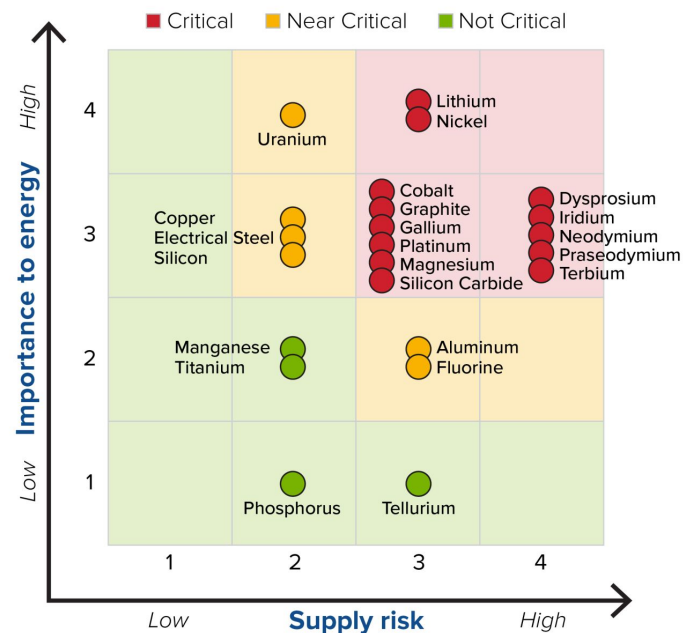 Critical
Near Critical
Not Critical
High
4
Lithium
Nickel
Uranium
Importance to energy
3
Copper
Electrical Steel
Silicon
Cobalt
Graphite
Gallium
Platinum
Magnesium
Silicon Carbide
Dysprosium
Iridium
Neodymium
Praseodymium
Terbium
2
Manganese
Titanium
Aluminum
Fluorine
Low
1
Phosphorus
Tellurium
1
2
3
4
Low
Supply risk
High